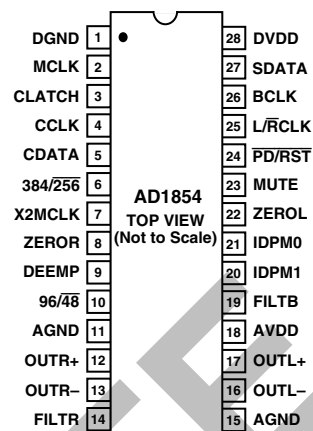 DGND 1 28 DVDD
MCLK 2 27 SDATA
CLATCH 3 26 BCLK
CCLK 4 25 L/R̅CLK
CDATA 5 24 P̅D̅/R̅S̅T̅
384/2̅5̅6̅ 6 23 MUTE
X2MCLK 7 22 ZEROL
ZEROR 8 21 IDPM0
DEEMP 9 20 IDPM1
96/4̅8̅ 10 19 FILTB
AGND 11 18 AVDD
OUTR+ 12 17 OUTL+
OUTR– 13 16 OUTL–
FILTR 14 15 AGND
AD1854
TOP VIEW
(Not to Scale)